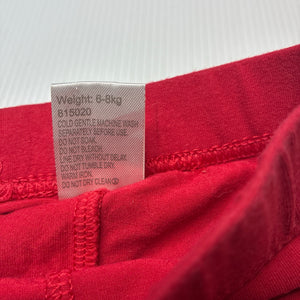 Weight: 6-8kg
615020
COLD GENTLE MACHINE WASH
SEPARATELY BEFORE USE.
DO NOT SOAK.
DO NOT BLEACH.
LINE DRY WITHOUT DELAY.
DO NOT TUMBLE DRY.
WARM IRON.
DO NOT DRY CLEAN